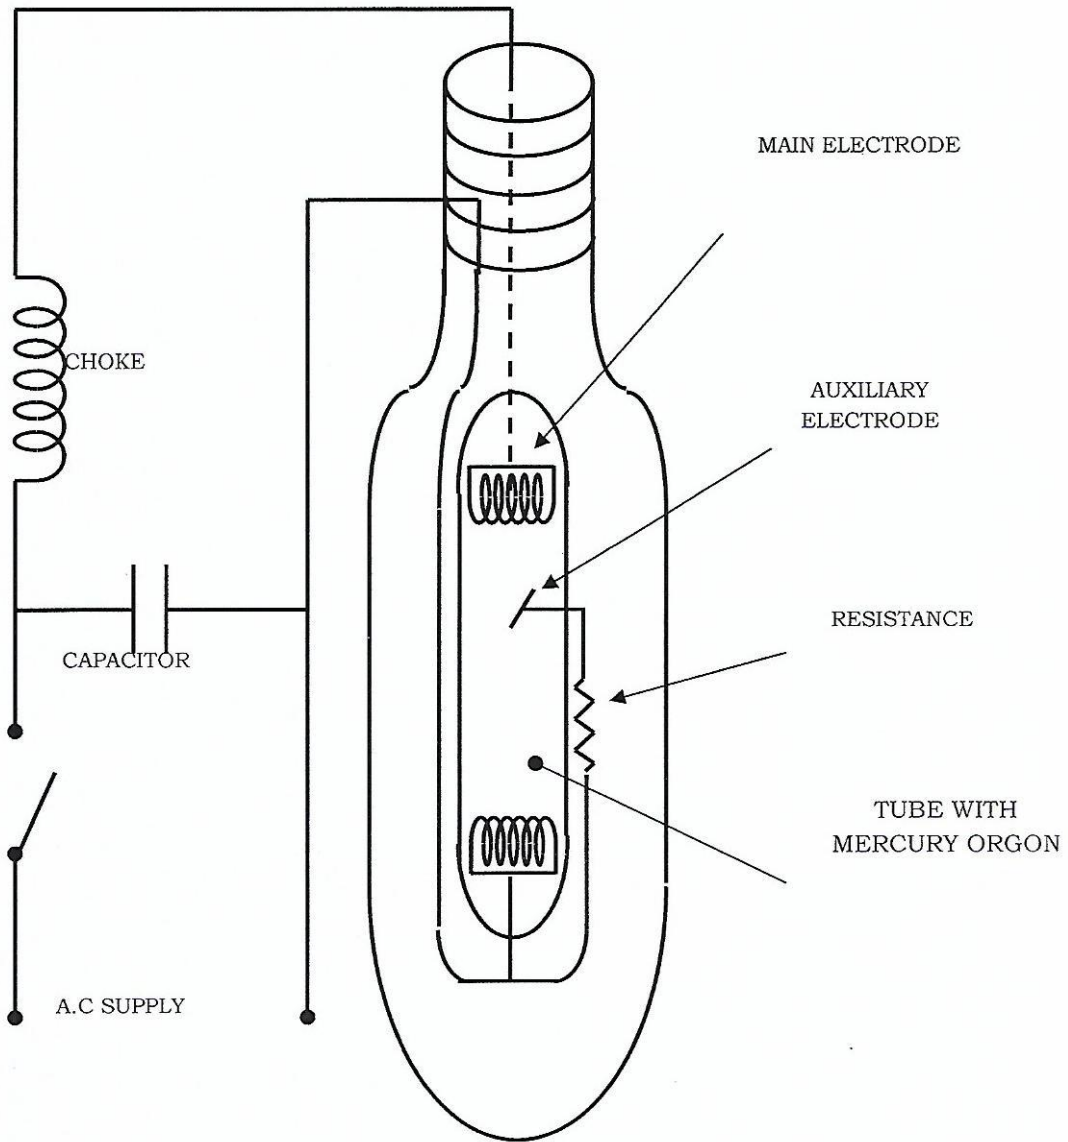 MAIN ELECTRODE
CHOKE
AUXILIARY
ELECTRODE
RESISTANCE
CAPACITOR
TUBE WITH
MERCURY ORGON
A.C SUPPLY